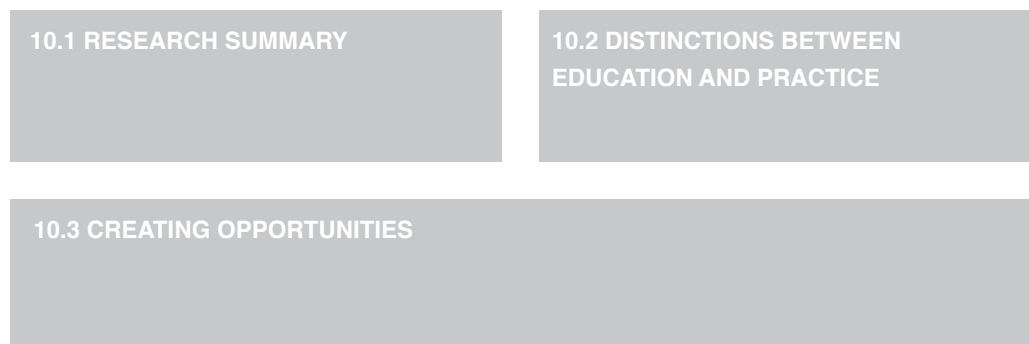 10.1 RESEARCH SUMMARY
10.2 DISTINCTIONS BETWEEN
EDUCATION AND PRACTICE
10.3 CREATING OPPORTUNITIES